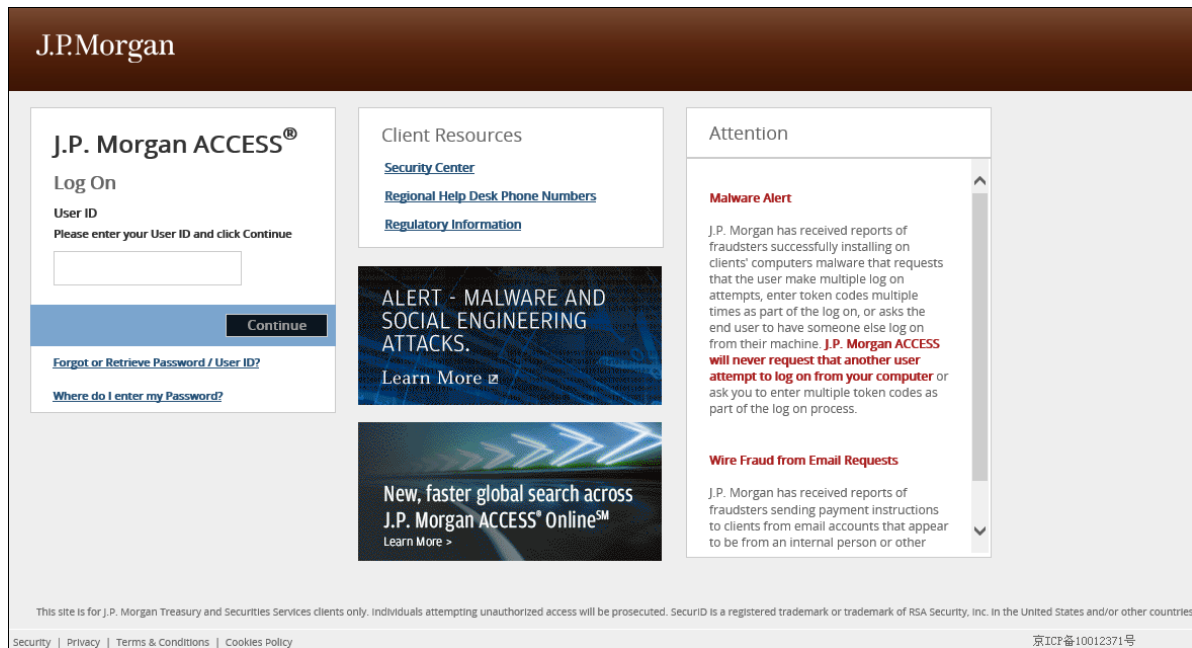 J.P.Morgan
J.P. Morgan ACCESS®
Log On
User ID
Please enter your User ID and click Continue
Continue
Forgot or Retrieve Password / User ID?
Where do I enter my Password?
Client Resources
Security Center
Regional Help Desk Phone Numbers
Regulatory Information
ALERT - MALWARE AND
SOCIAL ENGINEERING
ATTACKS.
Learn More
New, faster global search across
J.P. Morgan ACCESS® Online℠
Learn More >
Attention
Malware Alert
J.P. Morgan has received reports of
fraudsters successfully installing on
clients' computers malware that requests
that the user make multiple log on
attempts, enter token codes multiple
times as part of the log on, or asks the
end user to have someone else log on
from their machine. J.P. Morgan ACCESS
will never request that another user
attempt to log on from your computer or
ask you to enter multiple token codes as
part of the log on process.
Wire Fraud from Email Requests
J.P. Morgan has received reports of
fraudsters sending payment instructions
to clients from email accounts that appear
to be from an internal person or other
This site is for J.P. Morgan Treasury and Securities Services clients only. Individuals attempting unauthorized access will be prosecuted. SecurID is a registered trademark or trademark of RSA Security, Inc. in the United States and/or other countries
Security | Privacy | Terms & Conditions | Cookies Policy
京ICP备10012371号